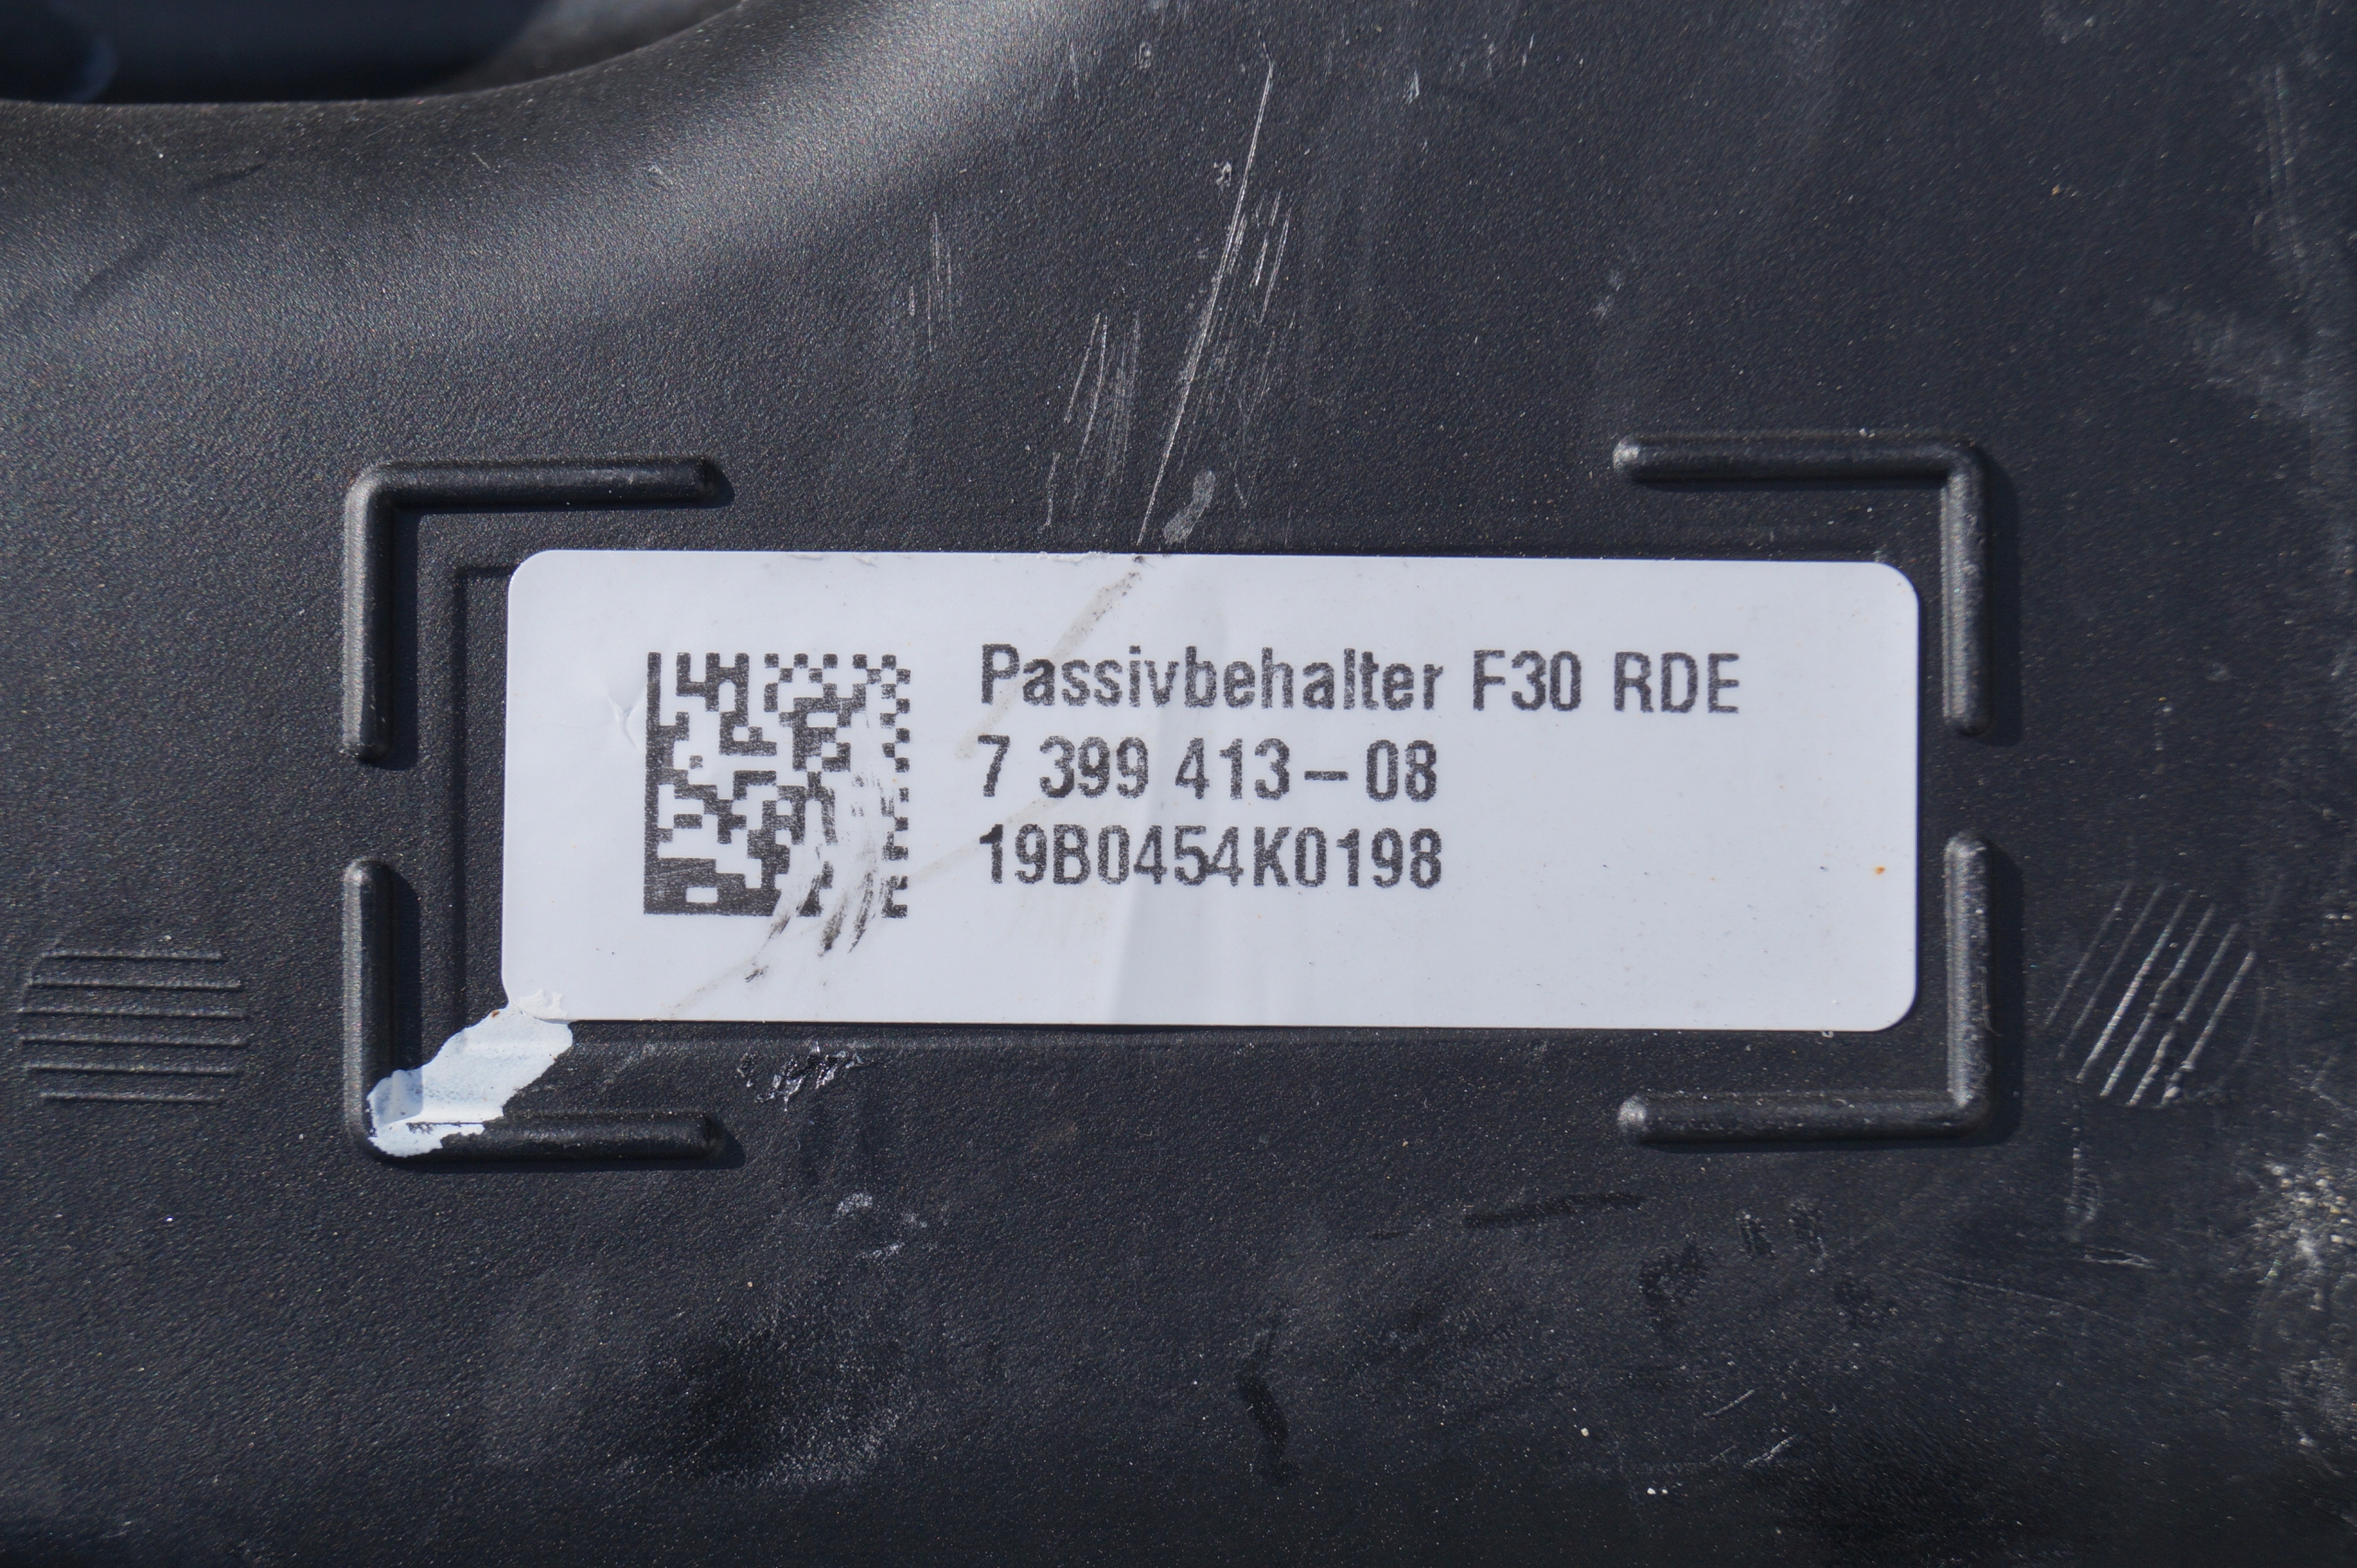 Passivbehalter F30 RDE
7 399 413-08
19B0454K0198